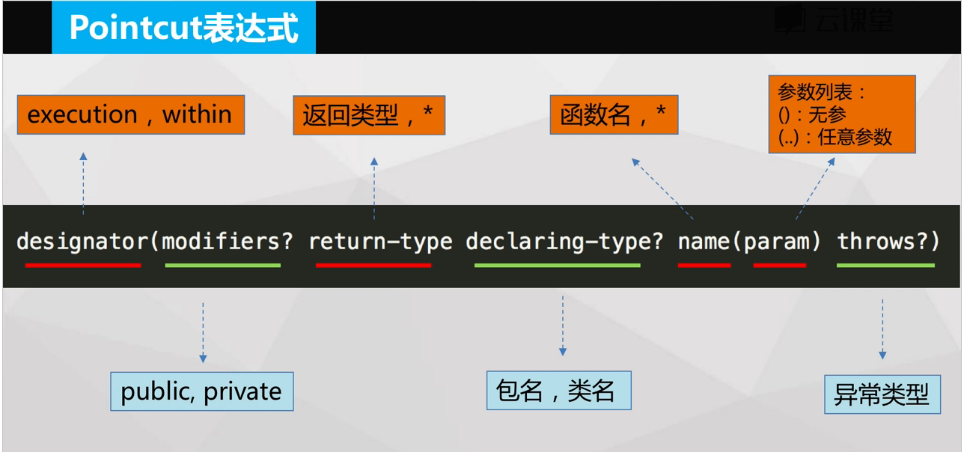 Pointcut表达式
云课堂
execution，within
返回类型，*
函数名，*
参数列表：
()：无参
(..)：任意参数
designator(modifiers? return-type declaring-type? name(param) throws?)
public, private
包名，类名
异常类型